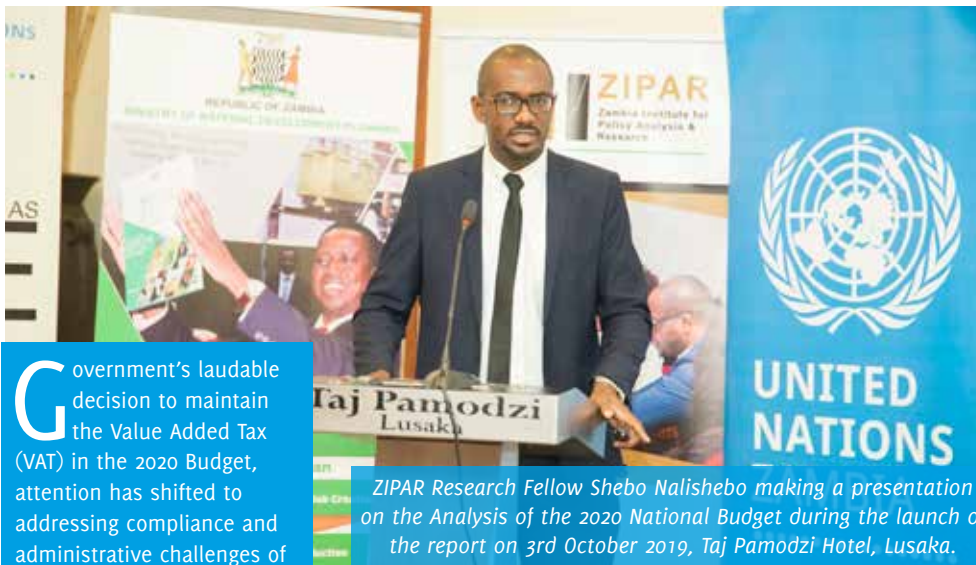 NS
AS
REPUBLIC OF ZAMBIA
MINISTRY OF NATIONAL DEVELOPMENT PLANNING
ZIPAR
Zambia Institute for
Policy Analysis &
Research
Taj Pamodzi
Lusaka
UNITED
NATIONS
ZAMBIA
Government’s laudable
decision to maintain
the Value Added Tax
(VAT) in the 2020 Budget,
attention has shifted to
addressing compliance and
administrative challenges of
ZIPAR Research Fellow Shebo Nalishebo making a presentation
on the Analysis of the 2020 National Budget during the launch o
the report on 3rd October 2019, Taj Pamodzi Hotel, Lusaka.